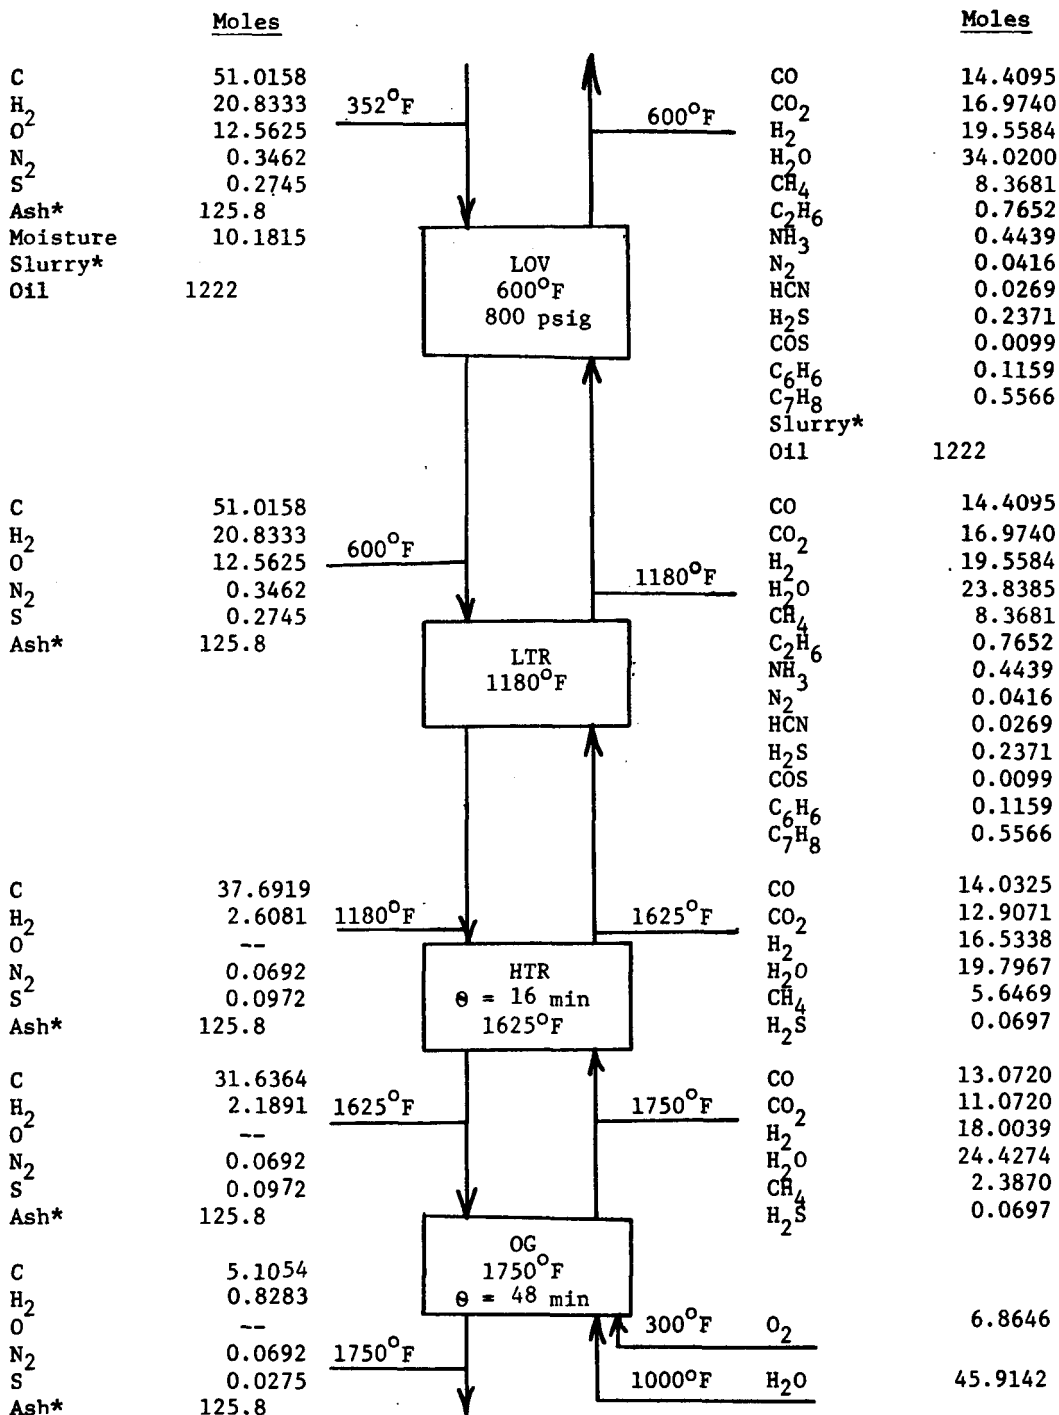 Moles
C 51.0158
H2 20.8333
O 12.5625
N2 0.3462
S 0.2745
Ash* 125.8
Moisture 10.1815
Slurry*
Oil 1222
352°F
600°F
Moles
CO 14.4095
CO2 16.9740
H2 19.5584
H2O 34.0200
CH4 8.3681
C2H6 0.7652
NH3 0.4439
N2 0.0416
HCN 0.0269
H2S 0.2371
COS 0.0099
C6H6 0.1159
C7H8 0.5566
Slurry*
Oil 1222
LOV
600°F
800 psig
C 51.0158
H2 20.8333
O 12.5625
N2 0.3462
S 0.2745
Ash* 125.8
600°F
1180°F
CO 14.4095
CO2 16.9740
H2 19.5584
H2O 23.8385
CH4 8.3681
C2H6 0.7652
NH3 0.4439
N2 0.0416
HCN 0.0269
H2S 0.2371
COS 0.0099
C6H6 0.1159
C7H8 0.5566
LTR
1180°F
C 37.6919
H2 2.6081
O --
N2 0.0692
S 0.0972
Ash* 125.8
1180°F
1625°F
CO 14.0325
CO2 12.9071
H2 16.5338
H2O 19.7967
CH4 5.6469
H2S 0.0697
HTR
θ = 16 min
1625°F
C 31.6364
H2 2.1891
O --
N2 0.0692
S 0.0972
Ash* 125.8
1625°F
1750°F
CO 13.0720
CO2 11.0720
H2 18.0039
H2O 24.4274
CH4 2.3870
H2S 0.0697
OG
1750°F
θ = 48 min
C 5.1054
H2 0.8283
O --
N2 0.0692
S 0.0275
Ash* 125.8
1750°F
300°F O2 6.8646
1000°F H2O 45.9142